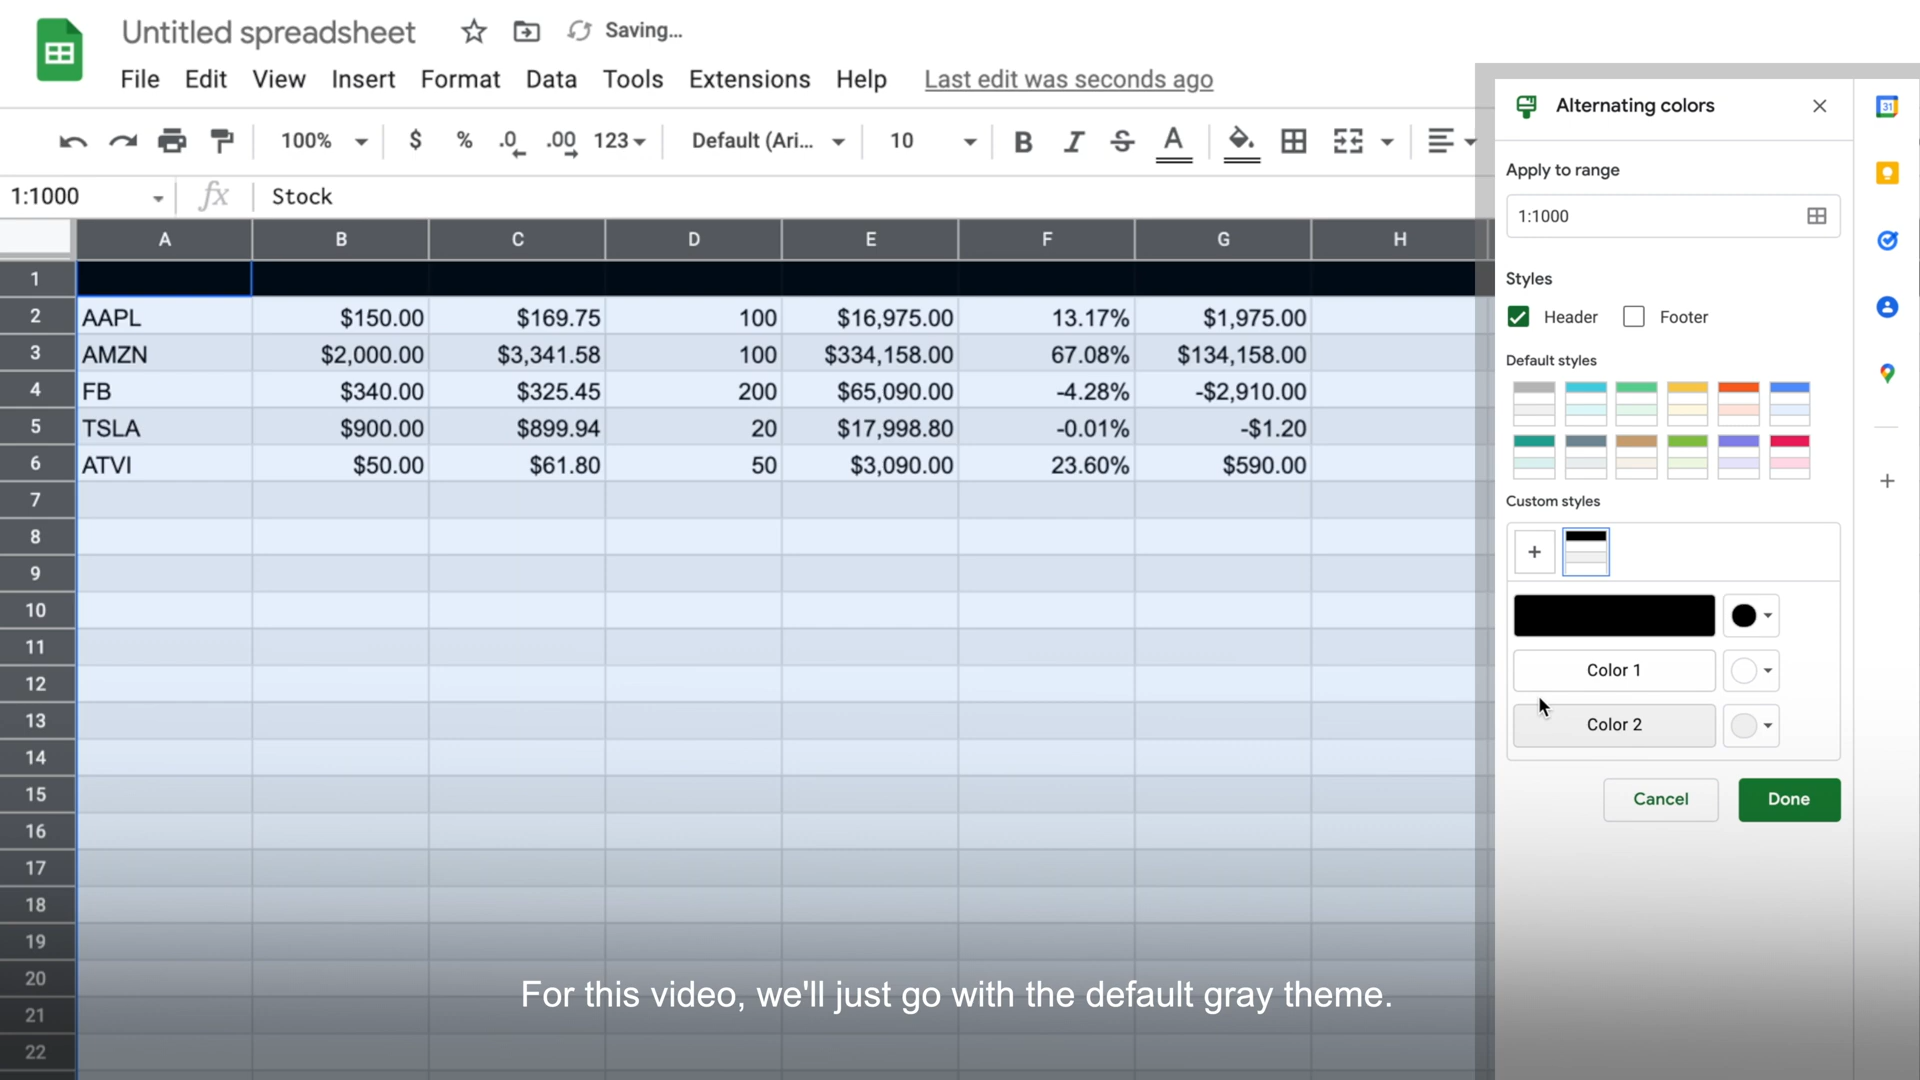 Untitled spreadsheet Saving...
File Edit View Insert Format Data Tools Extensions Help Last edit was seconds ago
100% $ % .0 .00 123 Default (Ari... 10 B I S A
1:1000 fx Stock
A B C D E F G H
1
2 AAPL $150.00 $169.75 100 $16,975.00 13.17% $1,975.00
3 AMZN $2,000.00 $3,341.58 100 $334,158.00 67.08% $134,158.00
4 FB $340.00 $325.45 200 $65,090.00 -4.28% -$2,910.00
5 TSLA $900.00 $899.94 20 $17,998.80 -0.01% -$1.20
6 ATVI $50.00 $61.80 50 $3,090.00 23.60% $590.00
7
8
9
10
11
12
13
14
15
16
17
18
19
20
21
22
Alternating colors
Apply to range
1:1000
Styles
Header Footer
Default styles
Custom styles
Color 1
Color 2
Cancel Done
31
For this video, we'll just go with the default gray theme.